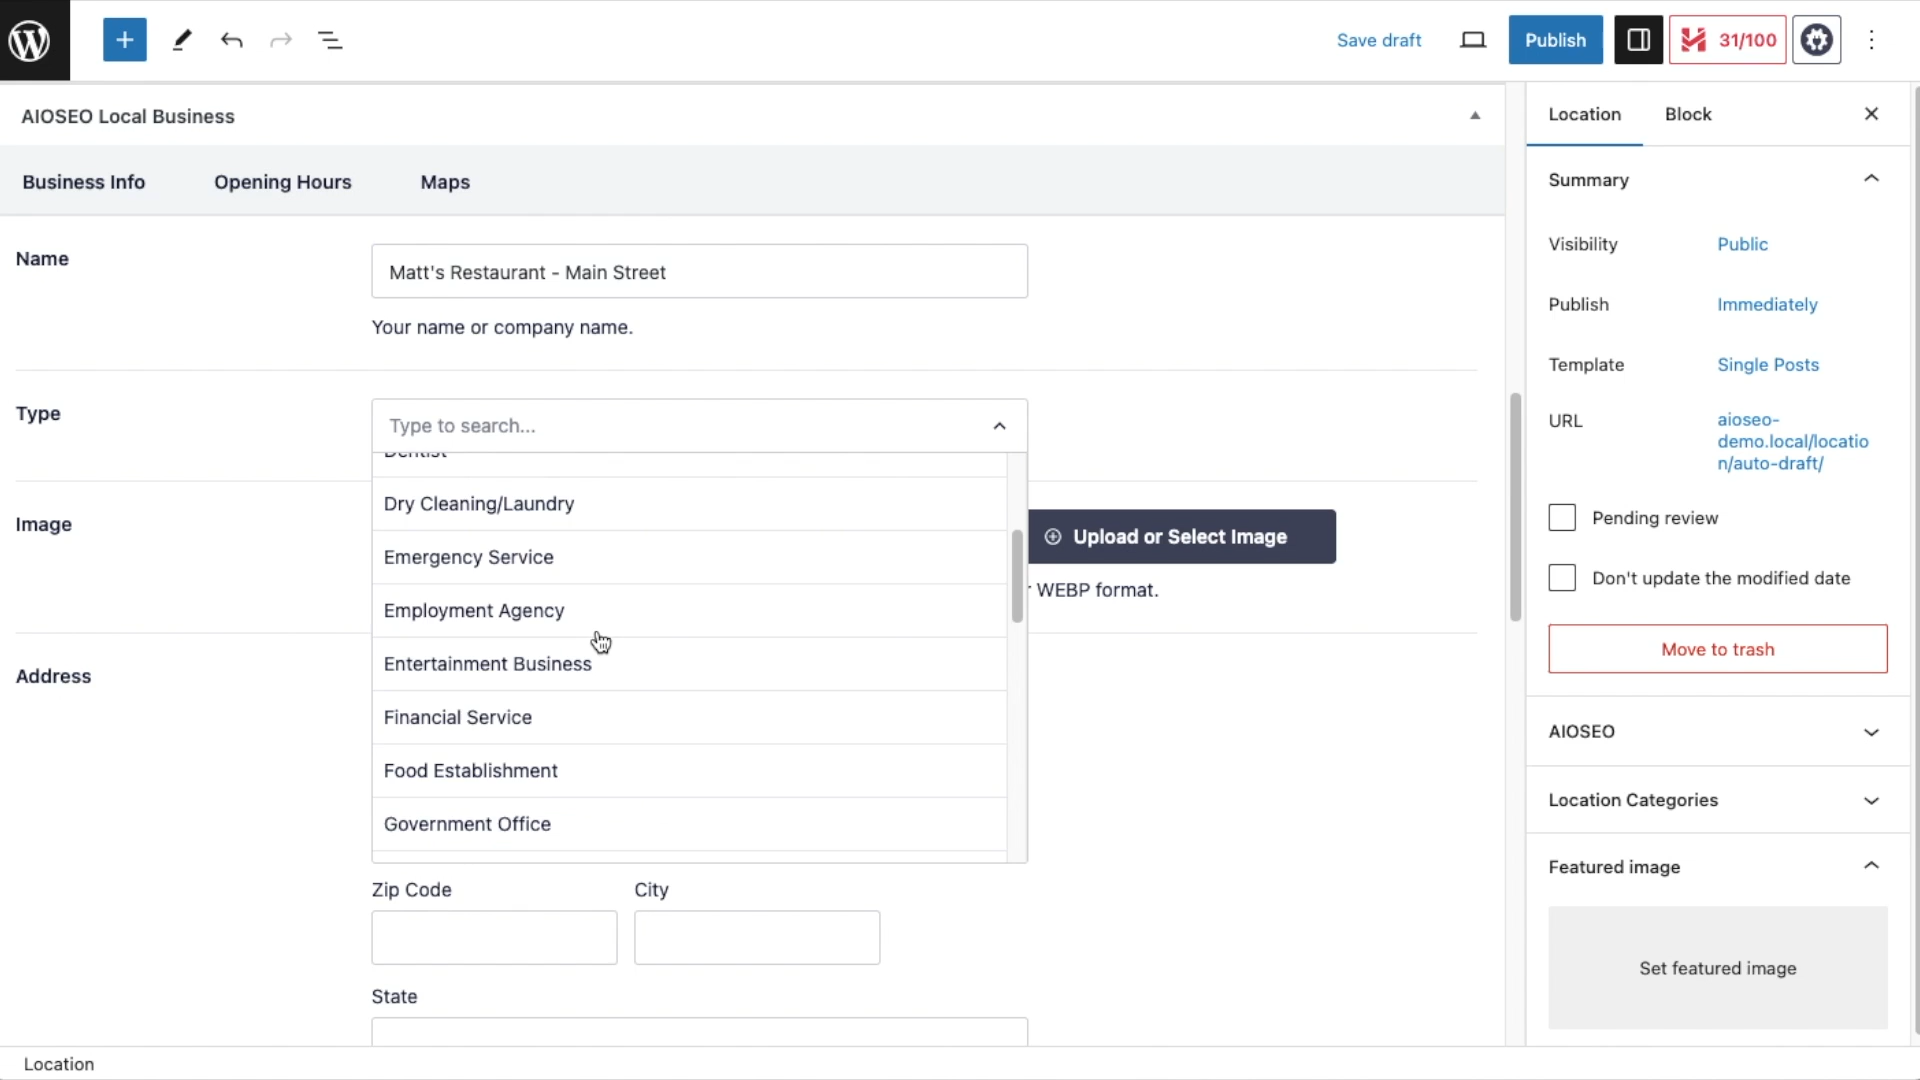 Save draft
Publish
31/100
AIOSEO Local Business
Business Info
Opening Hours
Maps
Name
Matt's Restaurant - Main Street
Your name or company name.
Type
Type to search...
Dentist
Dry Cleaning/Laundry
Emergency Service
Employment Agency
Entertainment Business
Financial Service
Food Establishment
Government Office
Image
Upload or Select Image
WEBP format.
Address
Zip Code
City
State
Location
Location
Block
Summary
Visibility
Public
Publish
Immediately
Template
Single Posts
URL
aioseo-
demo.local/locatio
n/auto-draft/
Pending review
Don't update the modified date
Move to trash
AIOSEO
Location Categories
Featured image
Set featured image